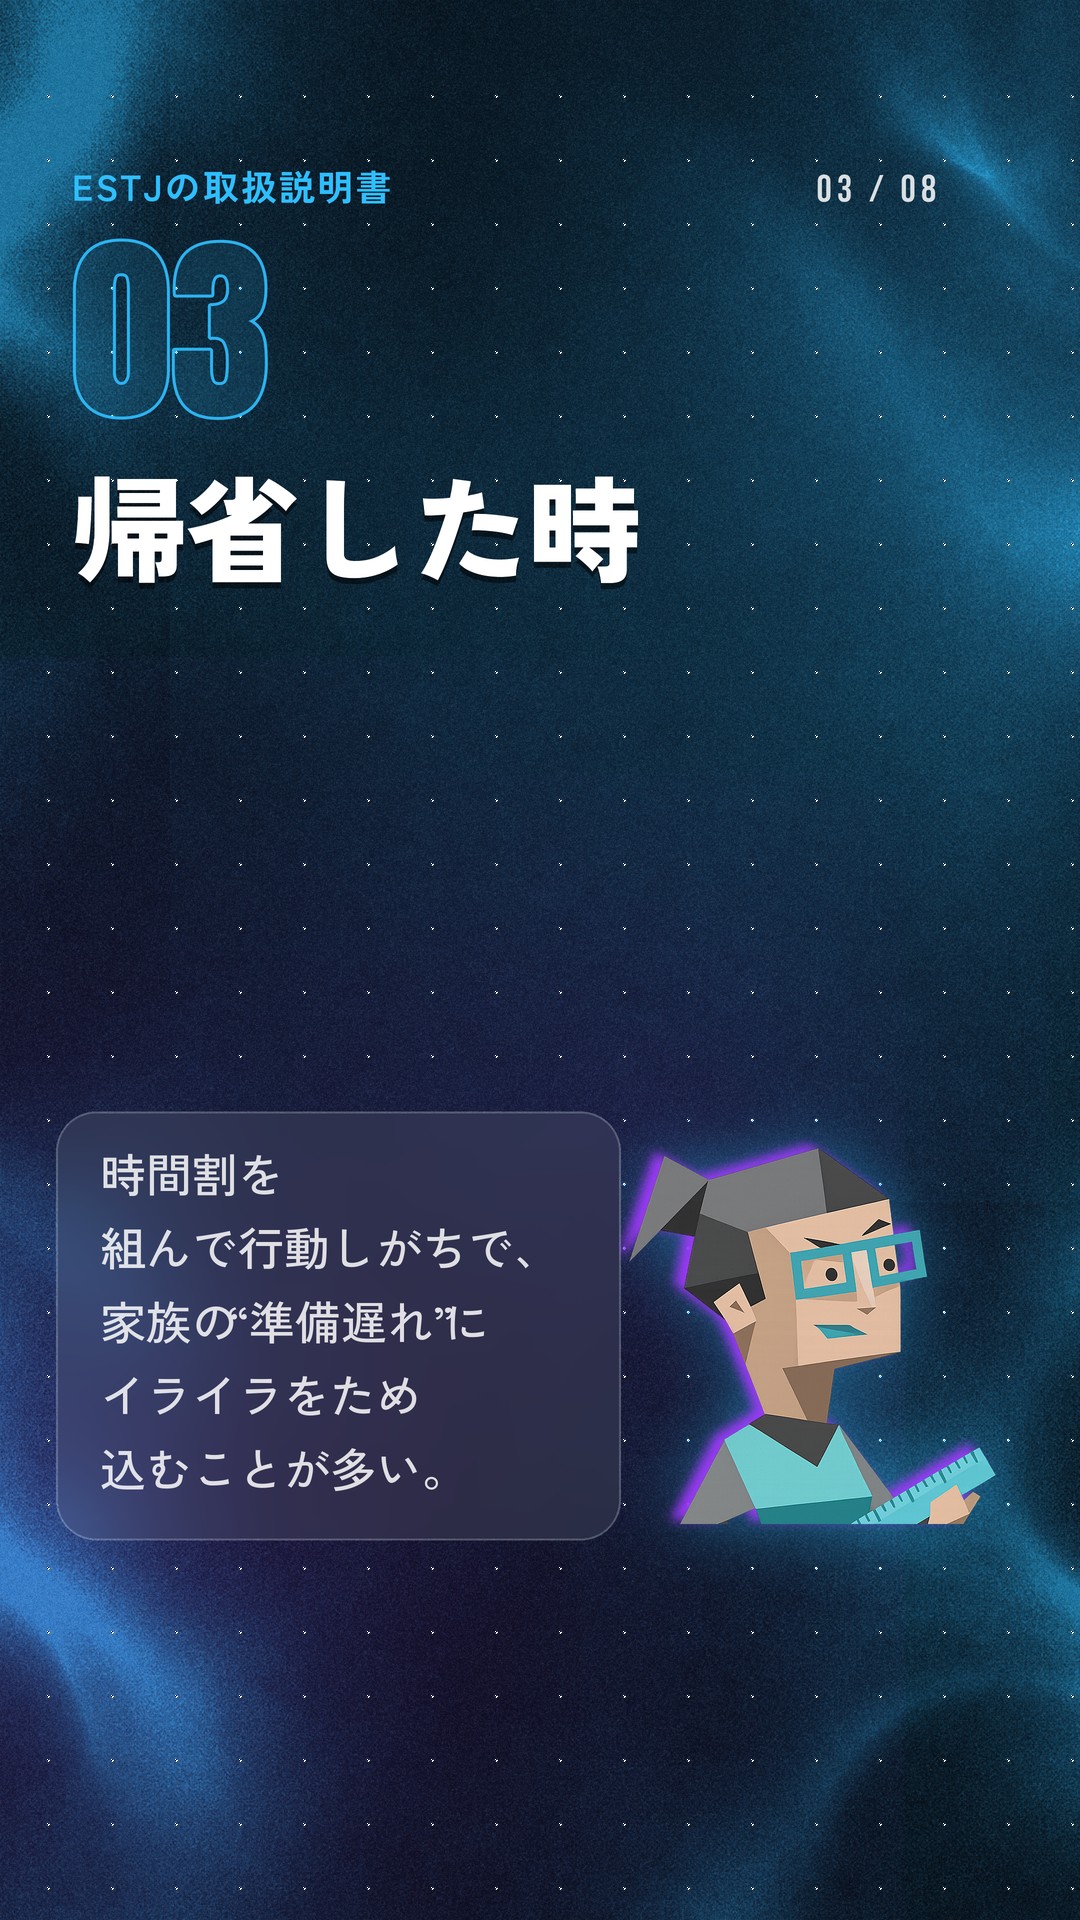 ESTJの取扱説明書
03 / 08
03
帰省した時
時間割を
組んで行動しがちで、
家族の“準備遅れ”に
イライラをため
込むことが多い。